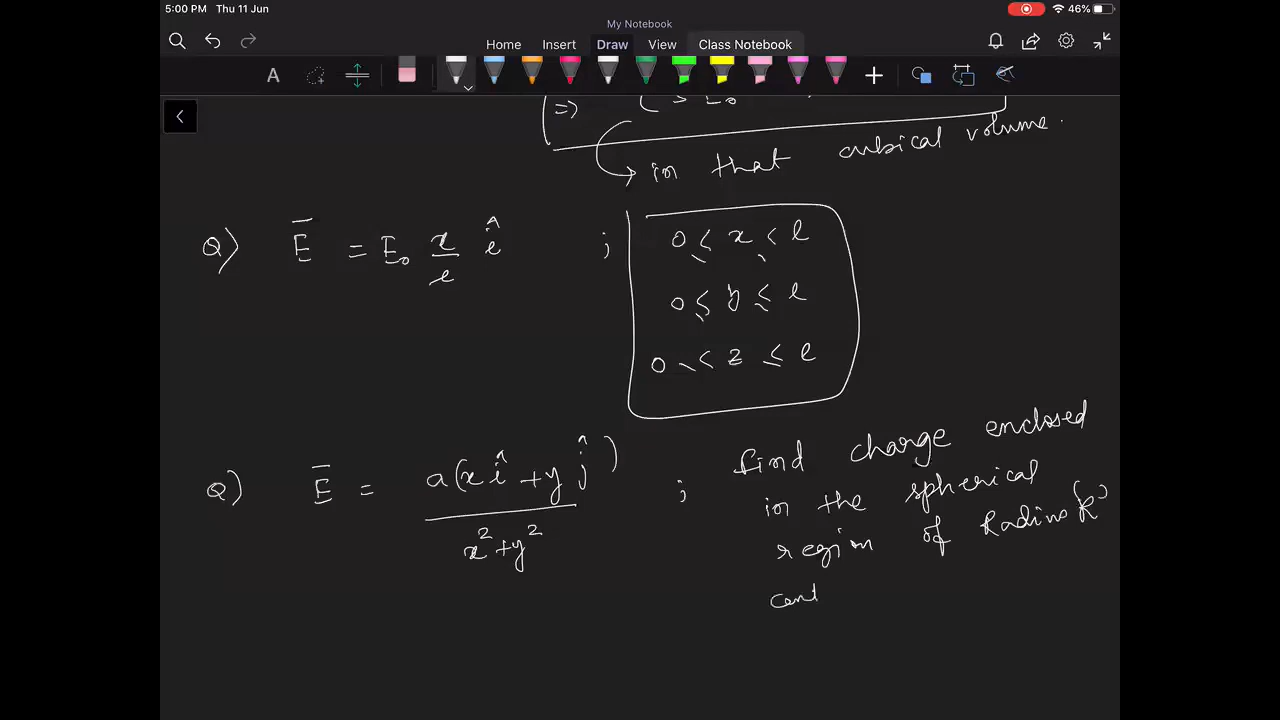 5:00 PM Thu 11 Jun
46%
My Notebook
Home Insert Draw View Class Notebook
A
=>
in that cubical volume.
Q) E̅ = E₀ x/l î ; 0 ≤ x ≤ l
0 ≤ y ≤ l
0 ≤ z ≤ l
Q) E̅ = a(x î + y ĵ) / x² + y² ; find charge enclosed
in the spherical
region of Radius 'R'
cent